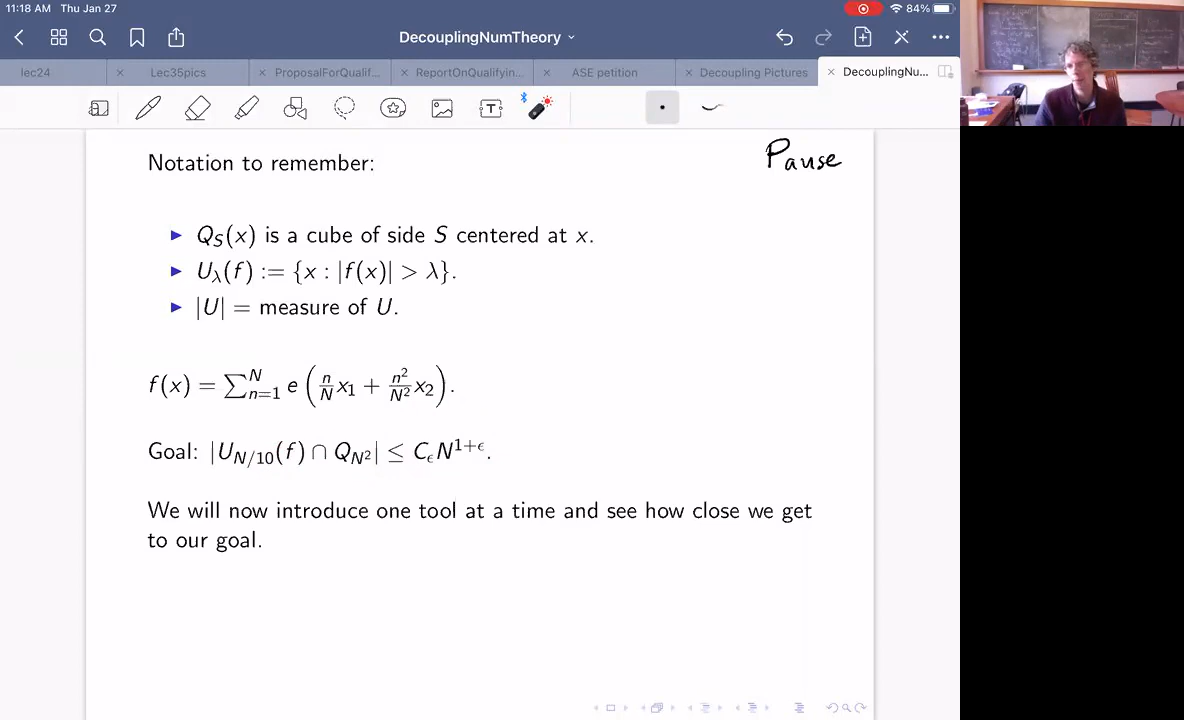 11:18 AM Thu Jan 27
84%
DecouplingNumTheory
lec24
Lec35pics
ProposalForQualif...
ReportOnQualifyin...
ASE petition
Decoupling Pictures
DecouplingNu...
Notation to remember:
Pause
▶ Q_S(x) is a cube of side S centered at x.
▶ U_λ(f) := {x : |f(x)| > λ}.
▶ |U| = measure of U.
f(x) = ∑_{n=1}^N e(n/N x_1 + n^2/N^2 x_2).
Goal: |U_{N/10}(f) ∩ Q_{N^2}| ≤ C_ϵ N^{1+ϵ}.
We will now introduce one tool at a time and see how close we get
to our goal.